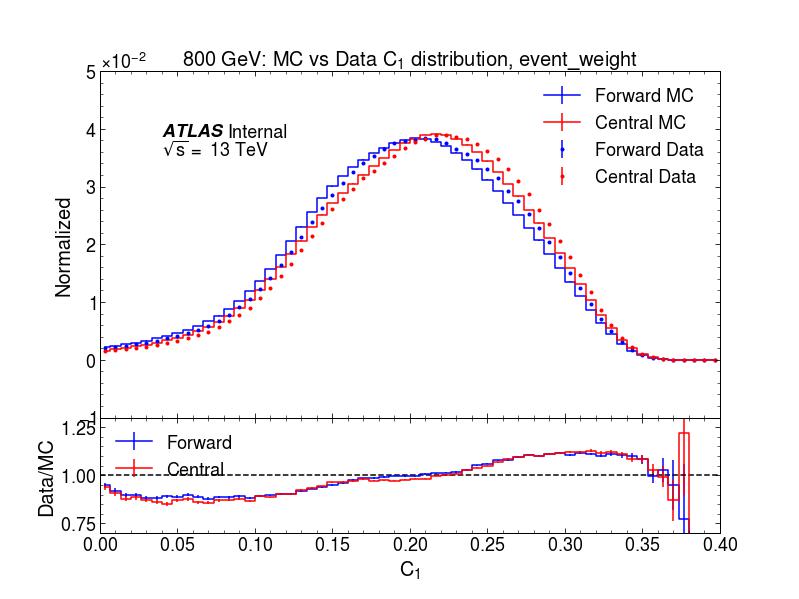 ×10⁻²
800 GeV: MC vs Data C₁ distribution, event_weight
5
4
3
2
1
0
−1
Normalized
ATLAS Internal
√s = 13 TeV
Forward MC
Central MC
Forward Data
Central Data
1.25
1.00
0.75
Data/MC
Forward
Central
0.00 0.05 0.10 0.15 0.20 0.25 0.30 0.35 0.40
C₁